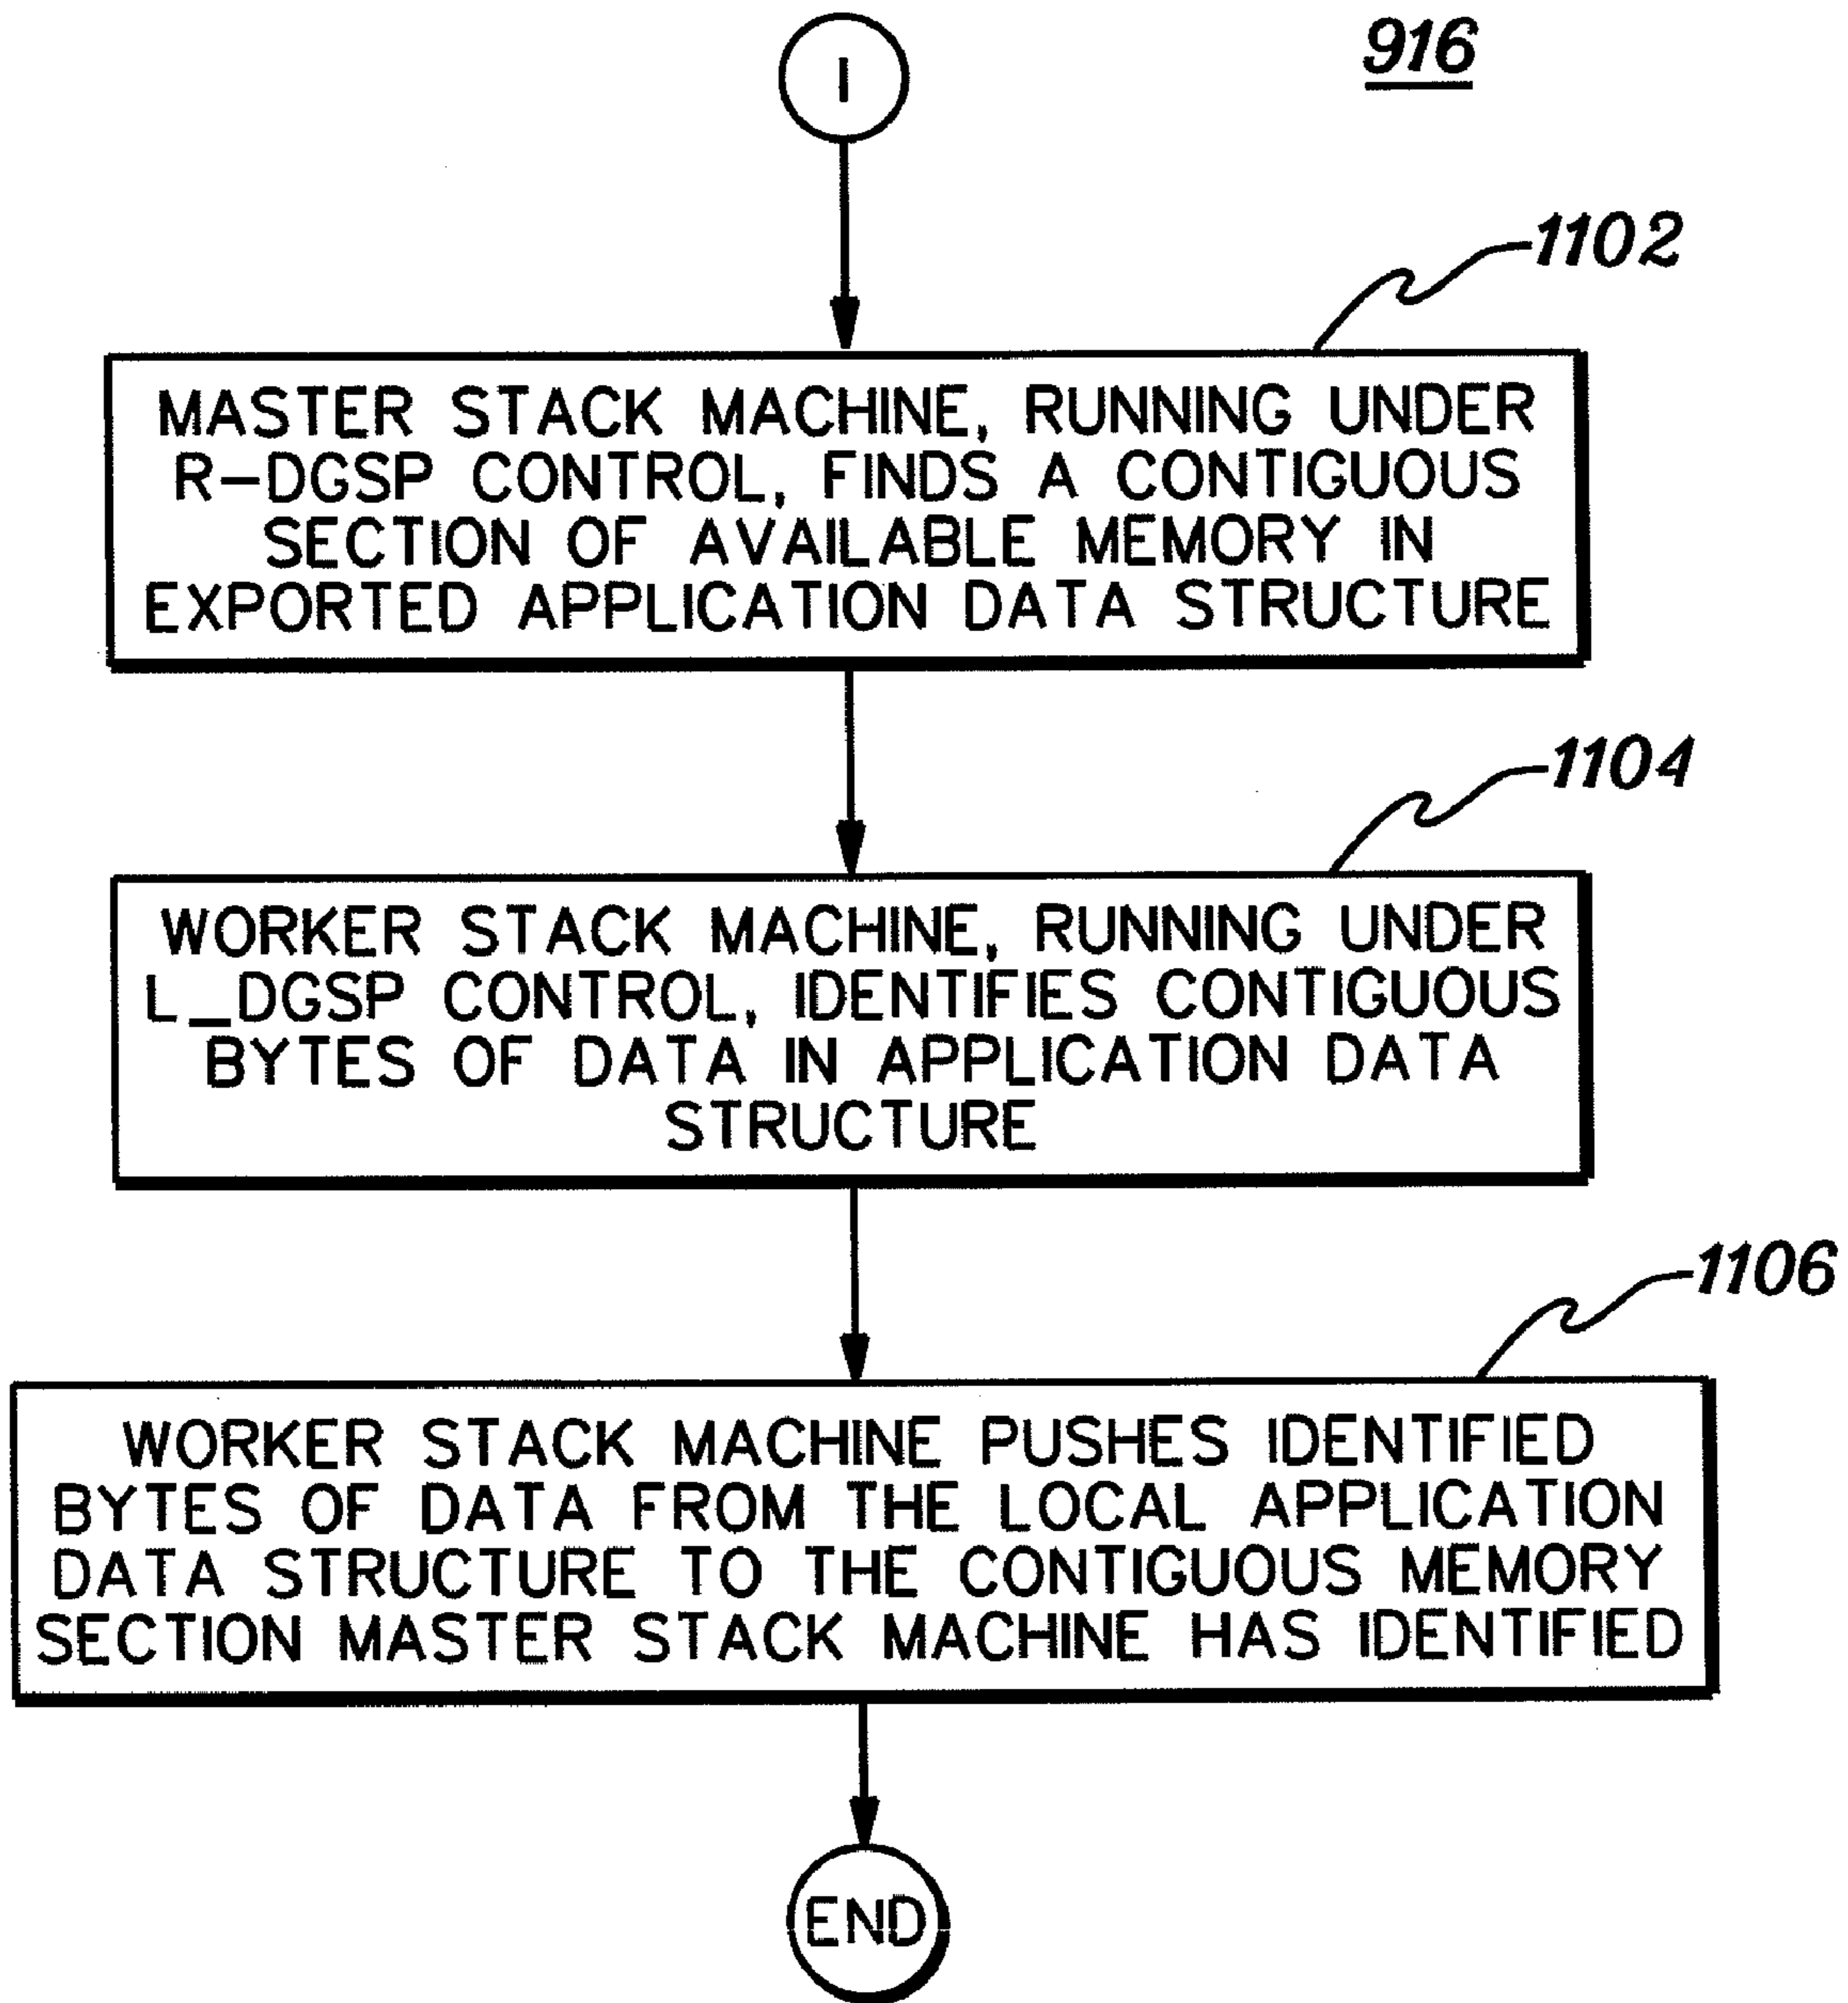 I
916
1102
MASTER STACK MACHINE, RUNNING UNDER
R-DGSP CONTROL, FINDS A CONTIGUOUS
SECTION OF AVAILABLE MEMORY IN
EXPORTED APPLICATION DATA STRUCTURE
1104
WORKER STACK MACHINE, RUNNING UNDER
L_DGSP CONTROL, IDENTIFIES CONTIGUOUS
BYTES OF DATA IN APPLICATION DATA
STRUCTURE
1106
WORKER STACK MACHINE PUSHES IDENTIFIED
BYTES OF DATA FROM THE LOCAL APPLICATION
DATA STRUCTURE TO THE CONTIGUOUS MEMORY
SECTION MASTER STACK MACHINE HAS IDENTIFIED
END